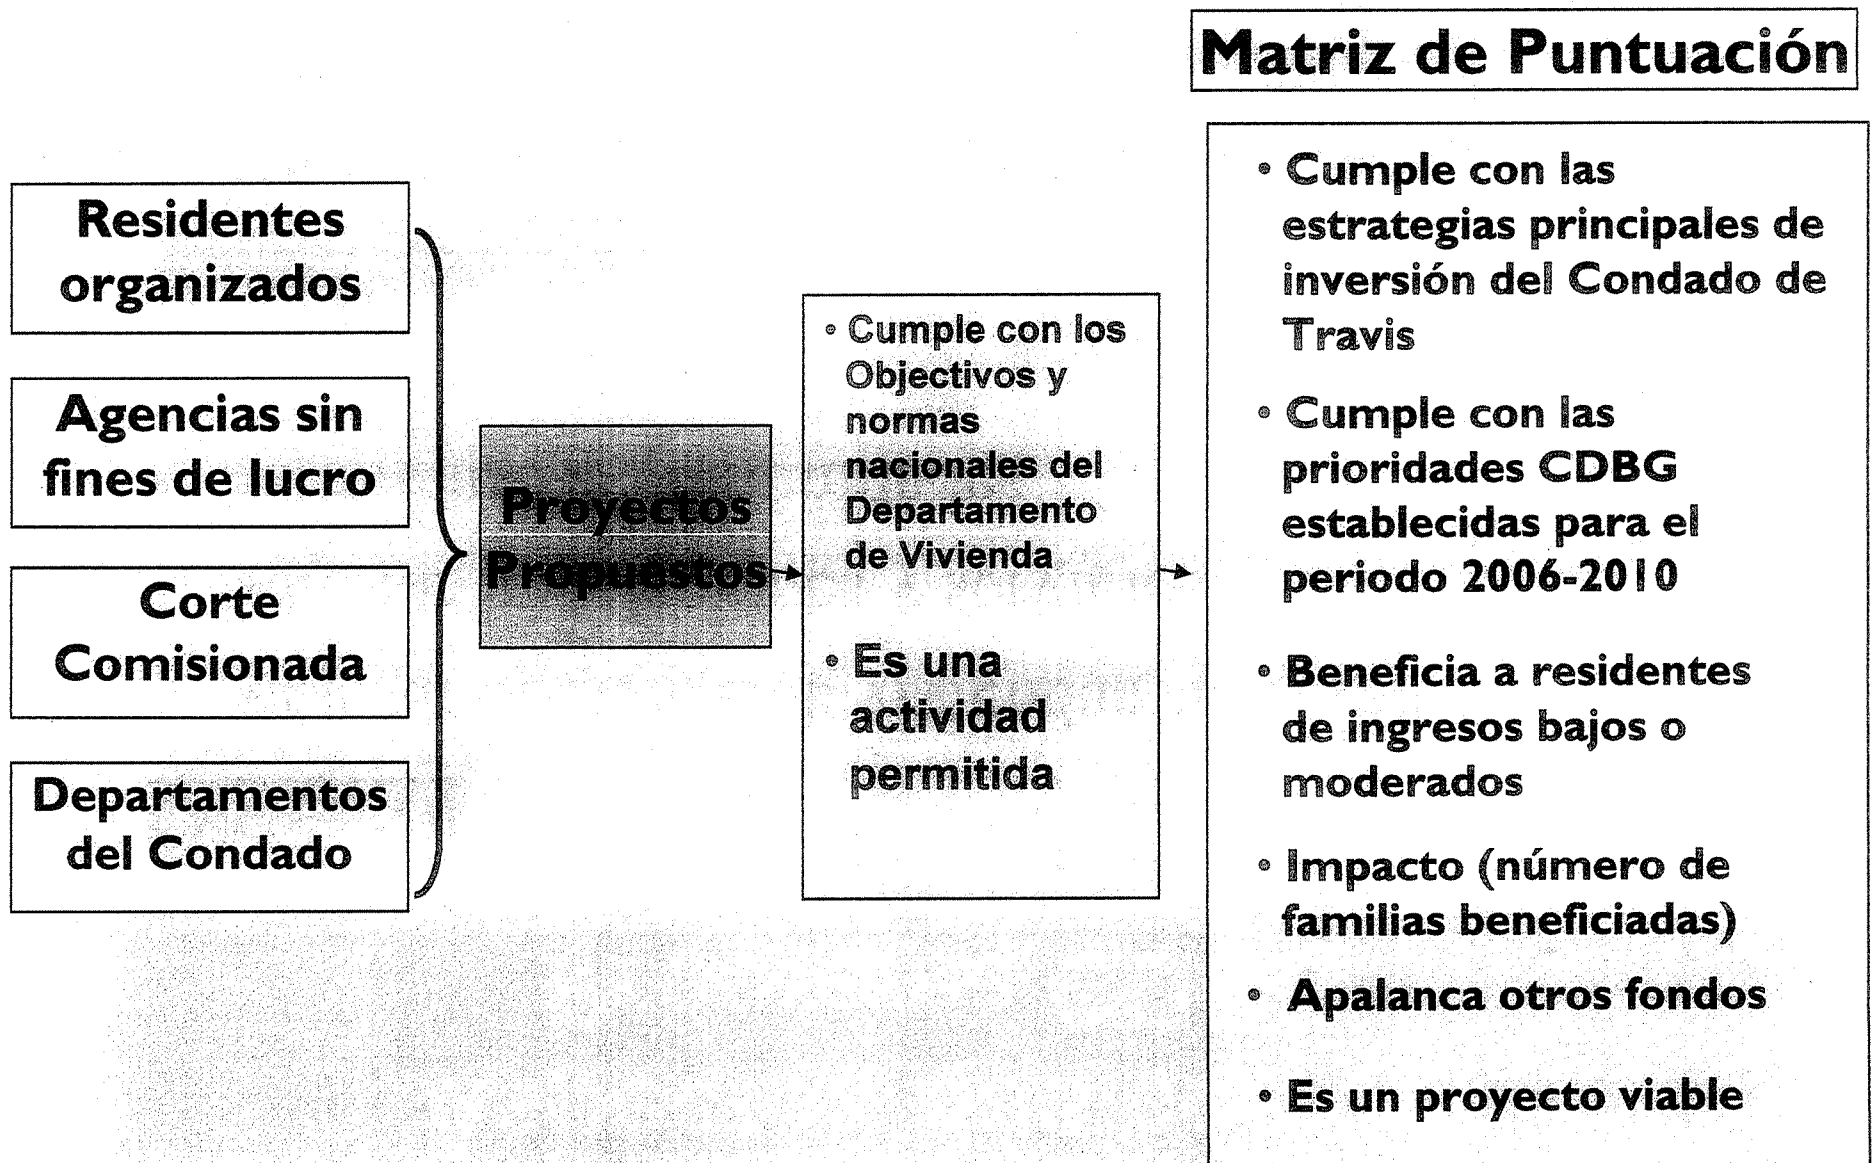 Matriz de Puntuación
Residentes
organizados
Agencias sin
fines de lucro
Corte
Comisionada
Departamentos
del Condado
Proyectos
Propuestos
• Cumple con los
Objectivos y
normas
nacionales del
Departamento
de Vivienda
• Es una
actividad
permitida
• Cumple con las
estrategias principales de
inversión del Condado de
Travis
• Cumple con las
prioridades CDBG
establecidas para el
periodo 2006-2010
• Beneficia a residentes
de ingresos bajos o
moderados
• Impacto (número de
familias beneficiadas)
• Apalanca otros fondos
• Es un proyecto viable